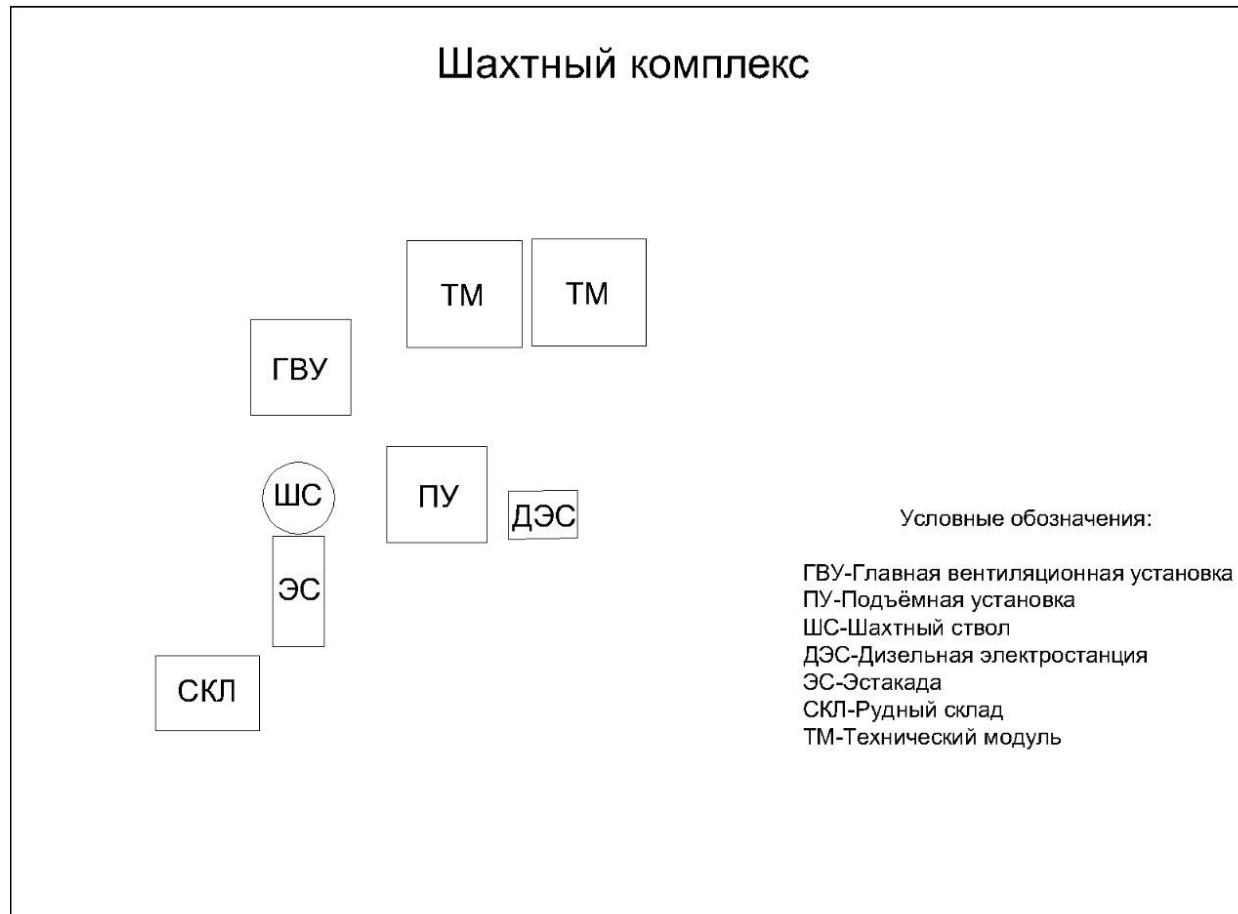 Шахтный комплекс
ТМ ТМ
ГВУ
ШС ПУ ДЭС
ЭС
СКЛ
Условные обозначения:
ГВУ-Главная вентиляционная установка
ПУ-Подъёмная установка
ШС-Шахтный ствол
ДЭС-Дизельная электростанция
ЭС-Эстакада
СКЛ-Рудный склад
ТМ-Технический модуль